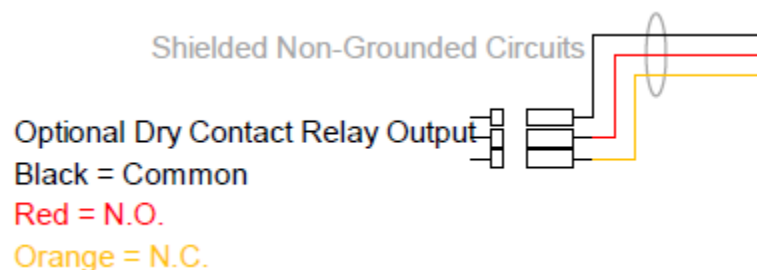 Shielded Non-Grounded Circuits
Optional Dry Contact Relay Output
Black = Common
Red = N.O.
Orange = N.C.